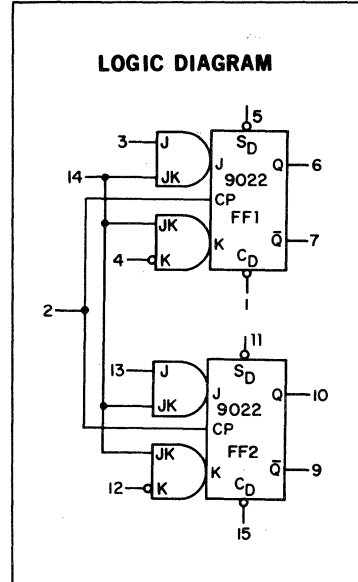 LOGIC DIAGRAM
5
3 J S_D Q 6
J
14 JK 9022
CP
JK FF1
K Q̄ 7
4 K C_D
1
2
11
13 J S_D Q 10
J
JK 9022
CP
JK FF2
K Q̄ 9
12 K C_D
15